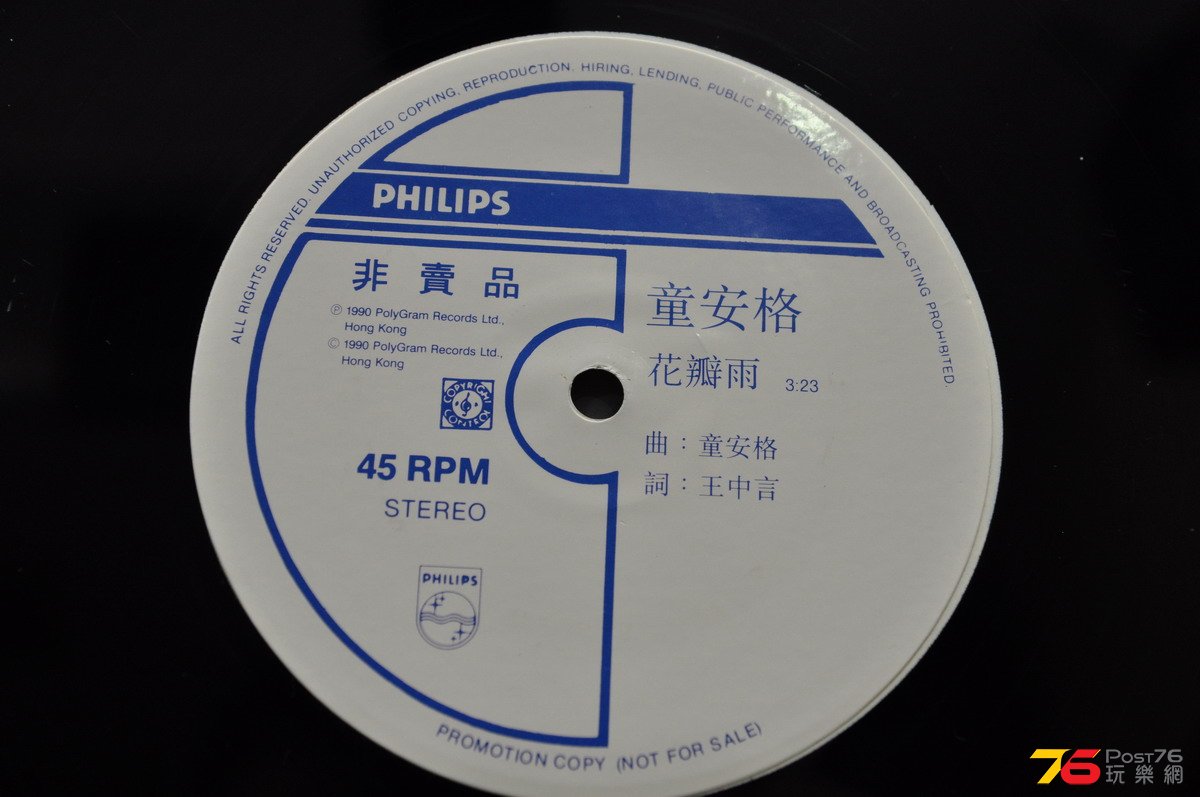 ALL RIGHTS RESERVED. UNAUTHORIZED COPYING, REPRODUCTION, HIRING, LENDING, PUBLIC PERFORMANCE AND BROADCASTING PROHIBITED.
PHILIPS
非賣品
Ⓟ 1990 PolyGram Records Ltd.,
Hong Kong
© 1990 PolyGram Records Ltd.,
Hong Kong
COPYRIGHT
CONTROL
45 RPM
STEREO
PHILIPS
童安格
花瓣雨 3:23
曲：童安格
詞：王中言
PROMOTION COPY (NOT FOR SALE)
76 POST76
玩樂網